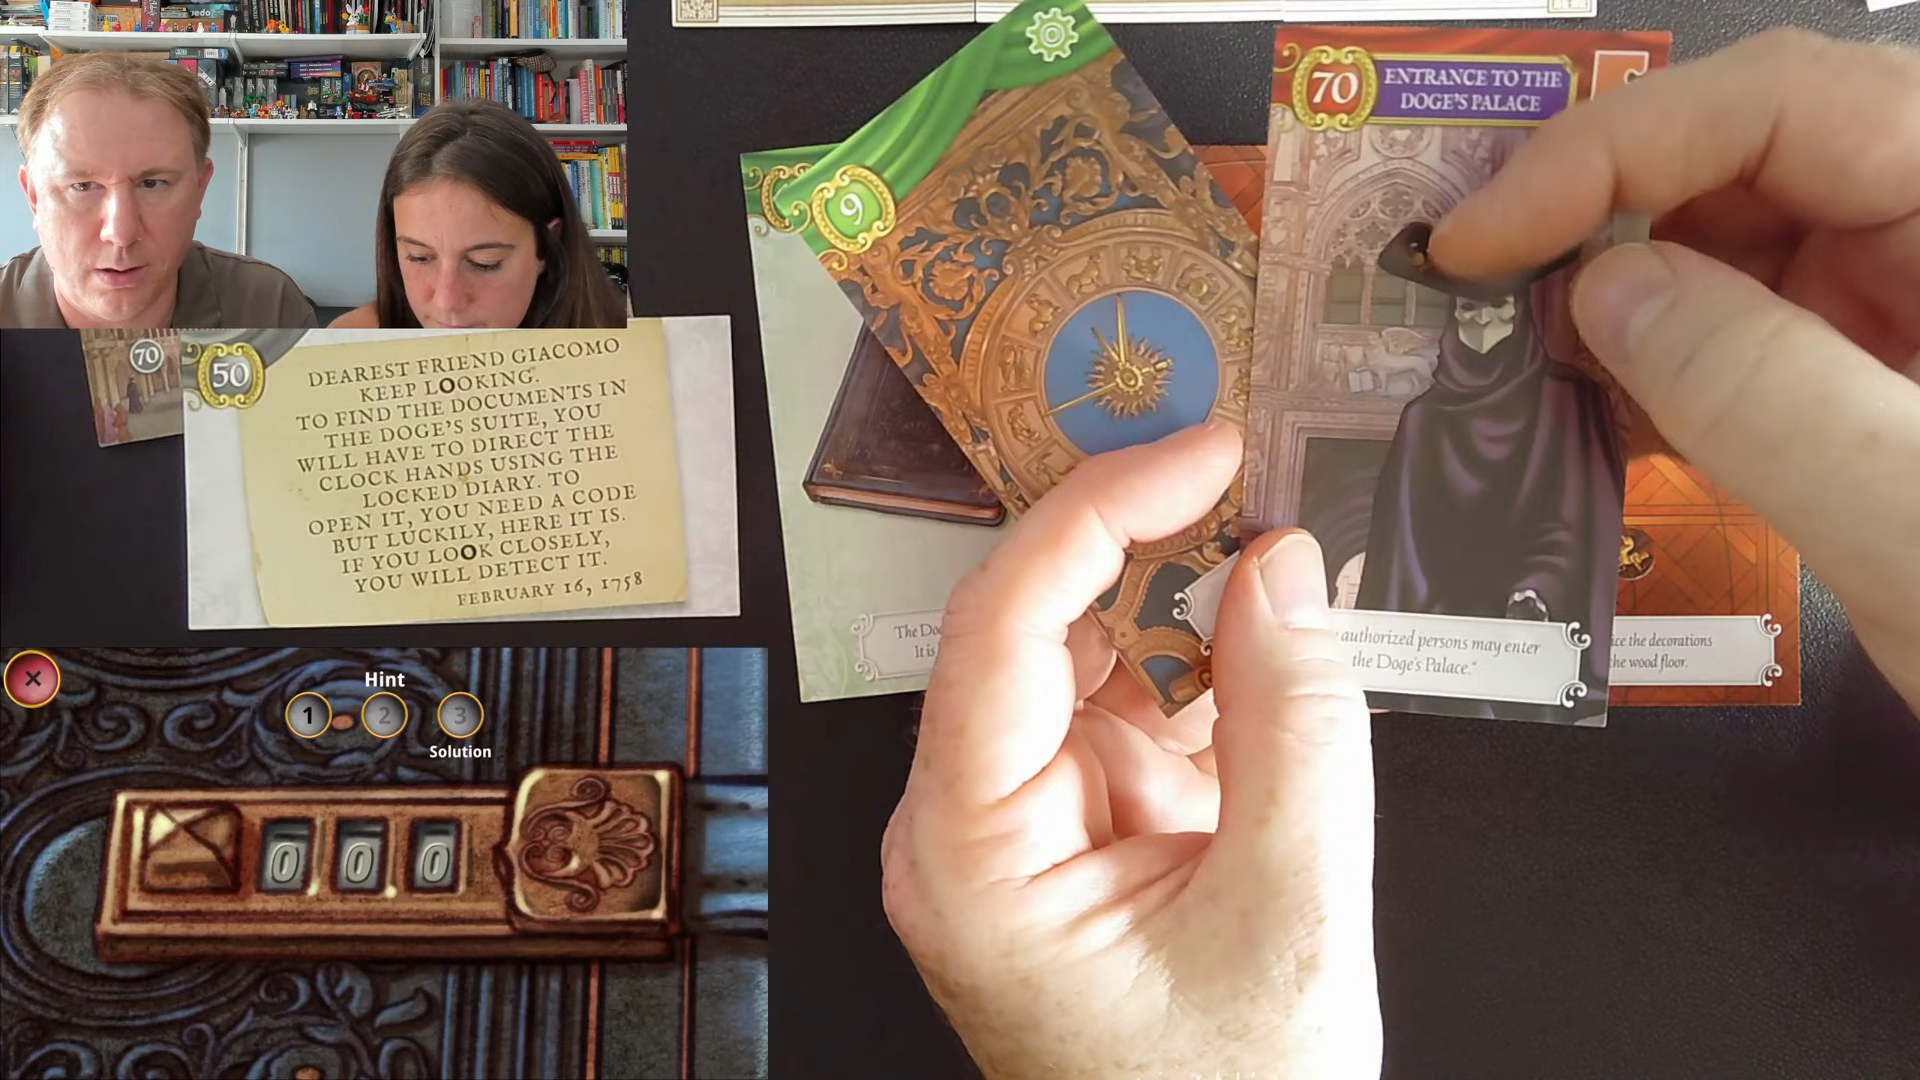 70
50
DEAREST FRIEND GIACOMO
KEEP LOOKING.
TO FIND THE DOCUMENTS IN
THE DOGE'S SUITE, YOU
WILL HAVE TO DIRECT THE
CLOCK HANDS USING THE
LOCKED DIARY. TO
OPEN IT, YOU NEED A CODE
BUT LUCKILY, HERE IT IS.
IF YOU LOOK CLOSELY,
YOU WILL DETECT IT.
FEBRUARY 16, 1758
9
70
ENTRANCE TO THE
DOGE'S PALACE
authorized persons may enter
the Doge's Palace."
The
It is
the decorations
the wood floor.
Hint
1 2 3
Solution
0 0 0